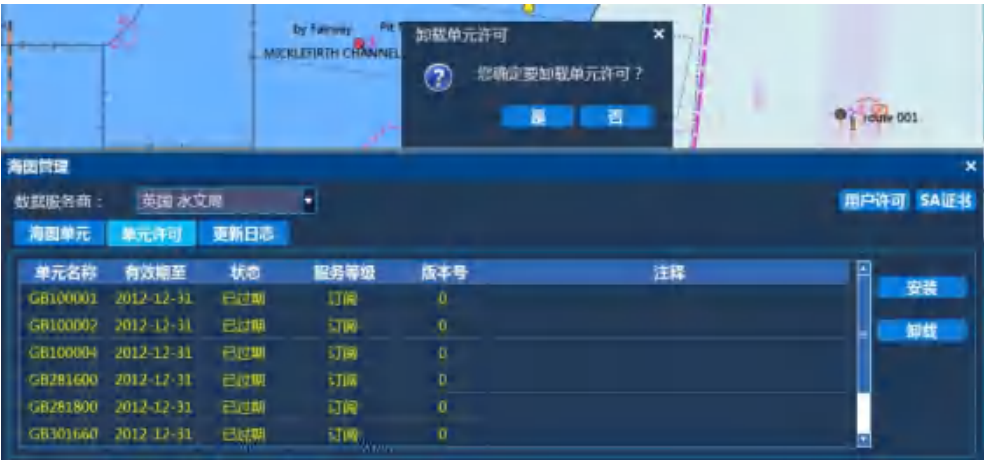 by Fairway
MICKLEFIRTH CHANNEL
卸载单元许可
您确定要卸载单元许可？
是 否
route 001
海图管理
数据服务商： 英国 水文局
用户许可 SA证书
海图单元 单元许可 更新日志
单元名称 有效期至 状态 服务等级 版本号 注释
GB100001 2012-12-31 已过期 订阅 0
GB100002 2012-12-31 已过期 订阅 0
GB100004 2012-12-31 已过期 订阅 0
GB281600 2012-12-31 已过期 订阅 0
GB281800 2012-12-31 已过期 订阅 0
GB301660 2012-12-31 已过期 订阅 0
安装
卸载